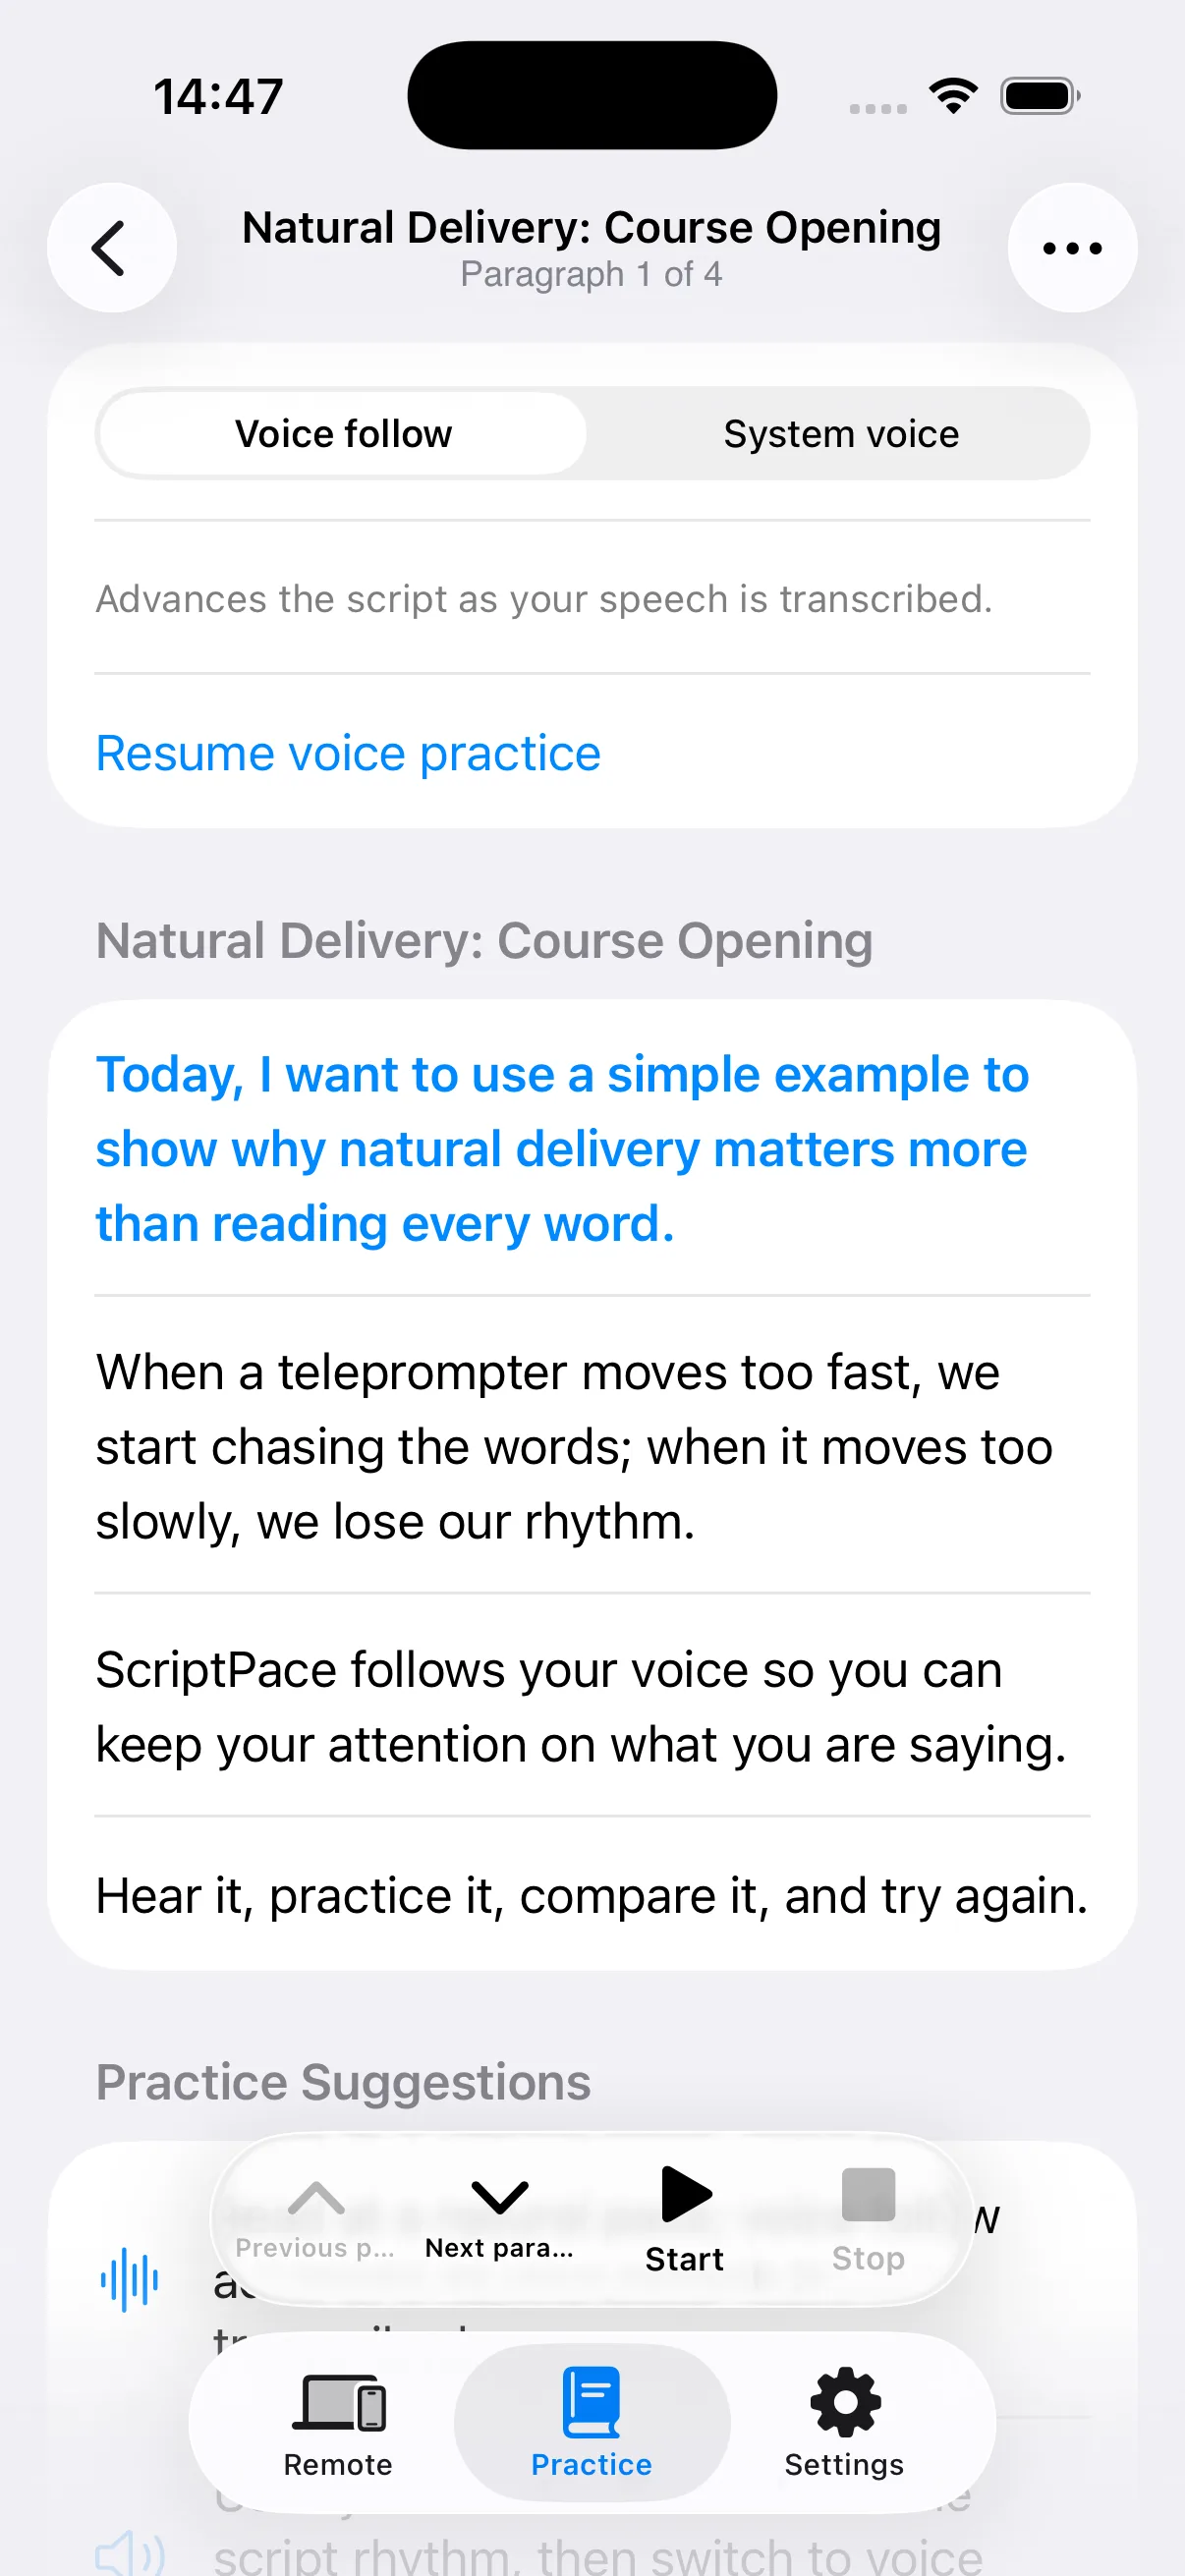 14:47
Natural Delivery: Course Opening
Paragraph 1 of 4
Voice follow
System voice
Advances the script as your speech is transcribed.
Resume voice practice
Natural Delivery: Course Opening
Today, I want to use a simple example to
show why natural delivery matters more
than reading every word.
When a teleprompter moves too fast, we
start chasing the words; when it moves too
slowly, we lose our rhythm.
ScriptPace follows your voice so you can
keep your attention on what you are saying.
Hear it, practice it, compare it, and try again.
Practice Suggestions
Previous p...
Next para...
Start
Stop
Remote
Practice
Settings
script rhythm, then switch to voice